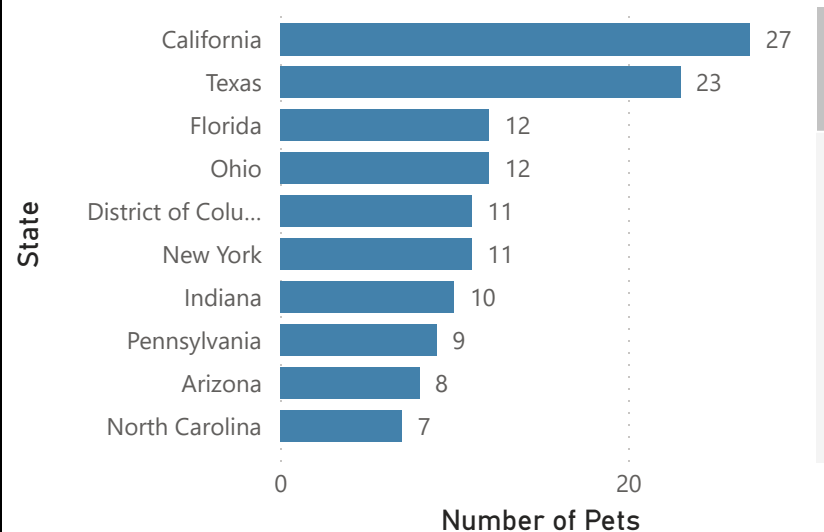 California 27
Texas 23
Florida 12
Ohio 12
District of Colu... 11
New York 11
Indiana 10
Pennsylvania 9
Arizona 8
North Carolina 7
State
0 20
Number of Pets